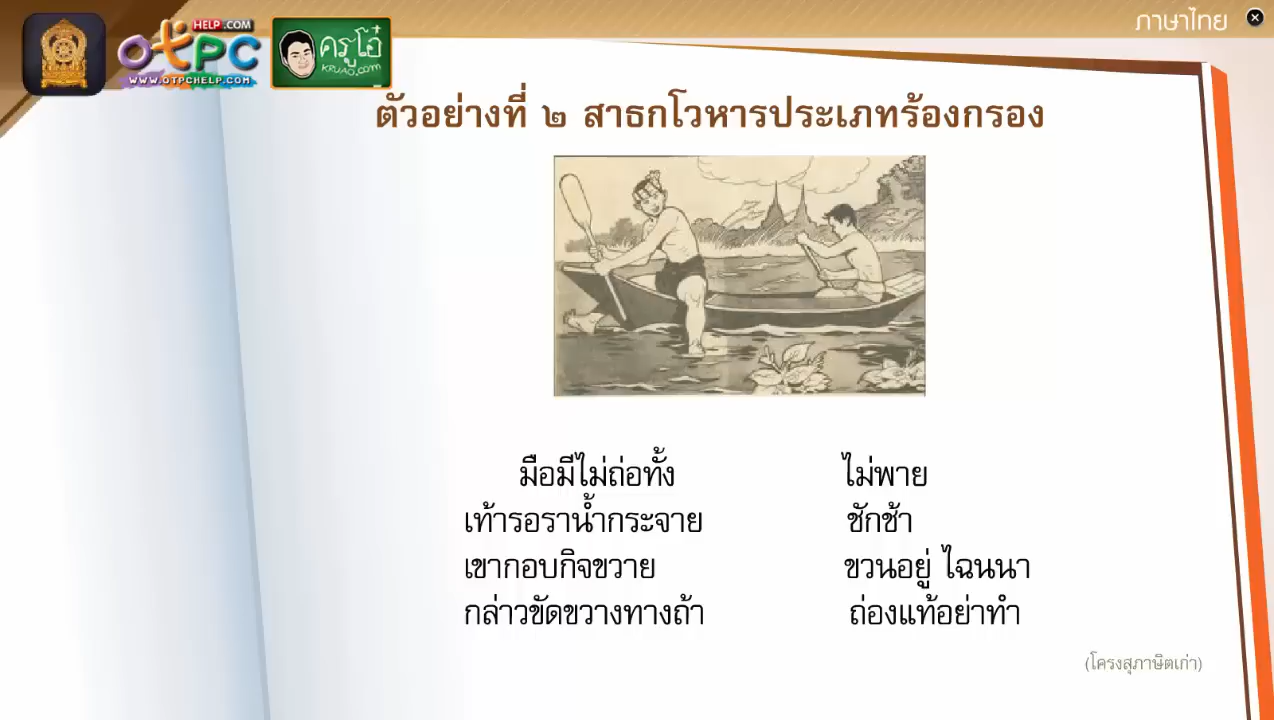 ภาษาไทย
HELP.COM
OTPC
WWW.OTPCHELP.COM
ครูโอ๋
KRUAO.COM
ตัวอย่างที่ ๒ สาธกโวหารประเภทร้องกรอง
มือมีไม่ถ่อทั้ง ไม่พาย
เท้ารอราน้ำกระจาย ชักช้า
เขากอบกิจขวาย ขวนอยู่ ไฉนนา
กล่าวขัดขวางทางถ้า ถ่องแท้อย่าทำ
(โครงสุภาษิตเก่า)